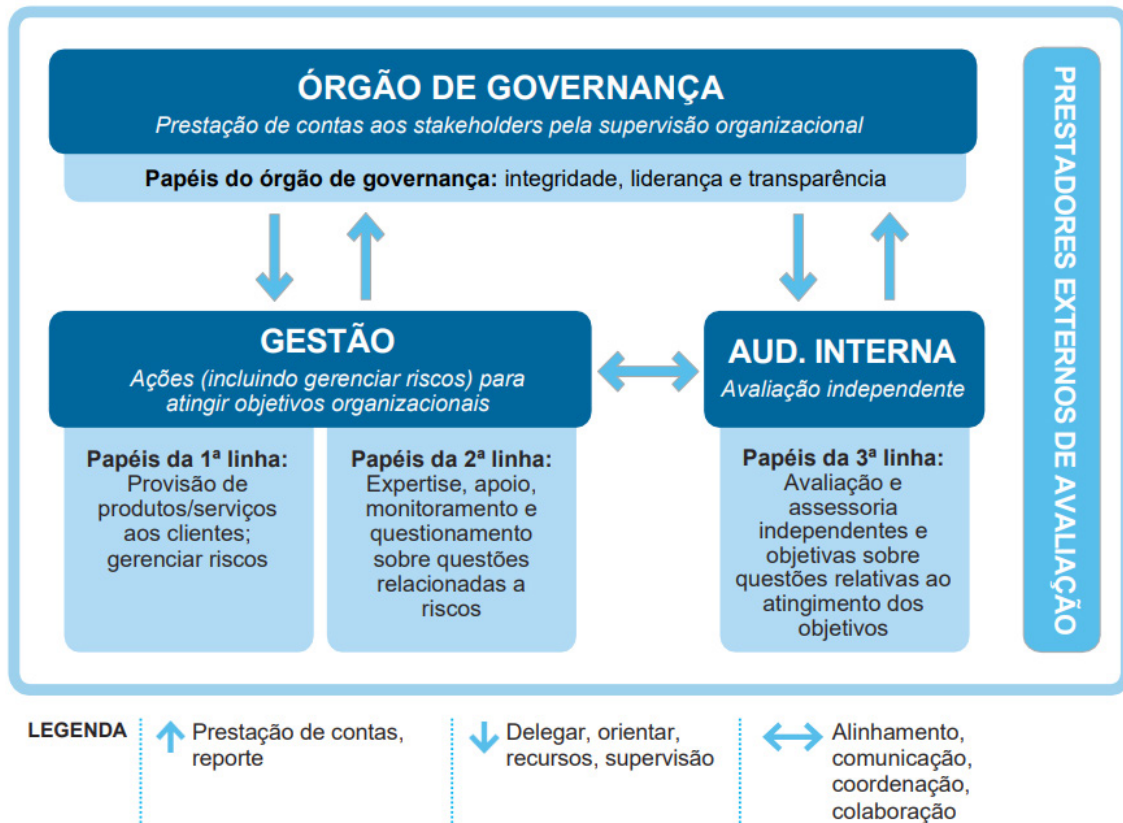 ÓRGÃO DE GOVERNANÇA
Prestação de contas aos stakeholders pela supervisão organizacional
Papéis do órgão de governança: integridade, liderança e transparência
GESTÃO
Ações (incluindo gerenciar riscos) para
atingir objetivos organizacionais
Papéis da 1ª linha:
Provisão de
produtos/serviços
aos clientes;
gerenciar riscos
Papéis da 2ª linha:
Expertise, apoio,
monitoramento e
questionamento
sobre questões
relacionadas a
riscos
AUD. INTERNA
Avaliação independente
Papéis da 3ª linha:
Avaliação e
assessoria
independentes e
objetivas sobre
questões relativas ao
atingimento dos
objetivos
PRESTADORES EXTERNOS DE AVALIAÇÃO
LEGENDA
Prestação de contas,
reporte
Delegar, orientar,
recursos, supervisão
Alinhamento,
comunicação,
coordenação,
colaboração